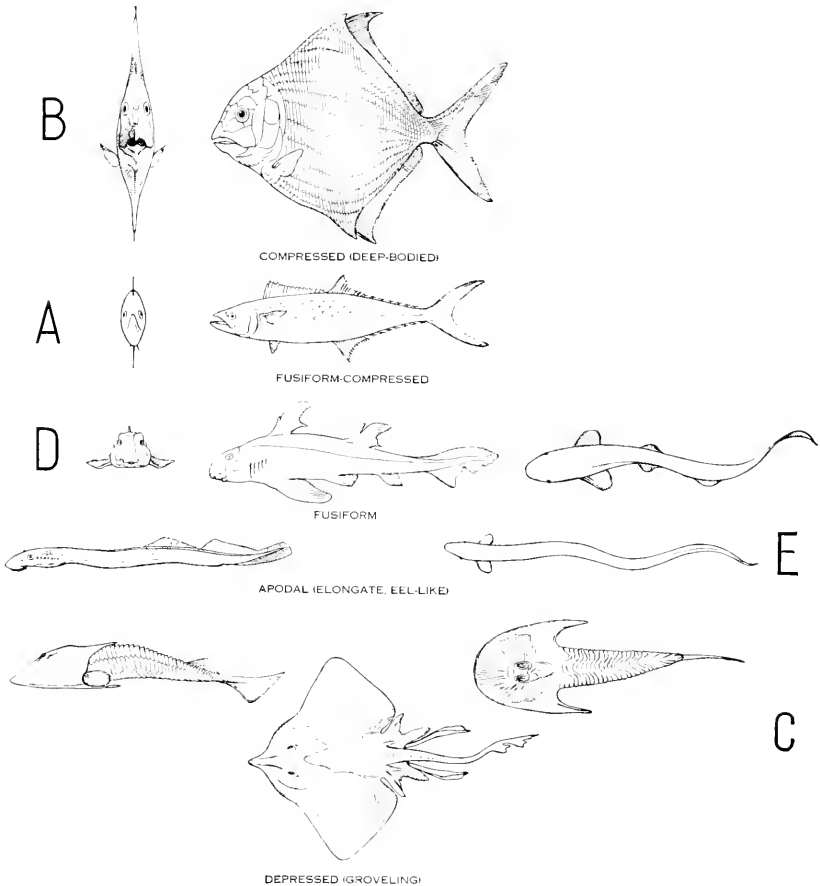 B
COMPRESSED (DEEP-BODIED)
A
FUSIFORM-COMPRESSED
D
FUSIFORM
E
APODAL (ELONGATE, EEL-LIKE)
C
DEPRESSED (GROVELING)